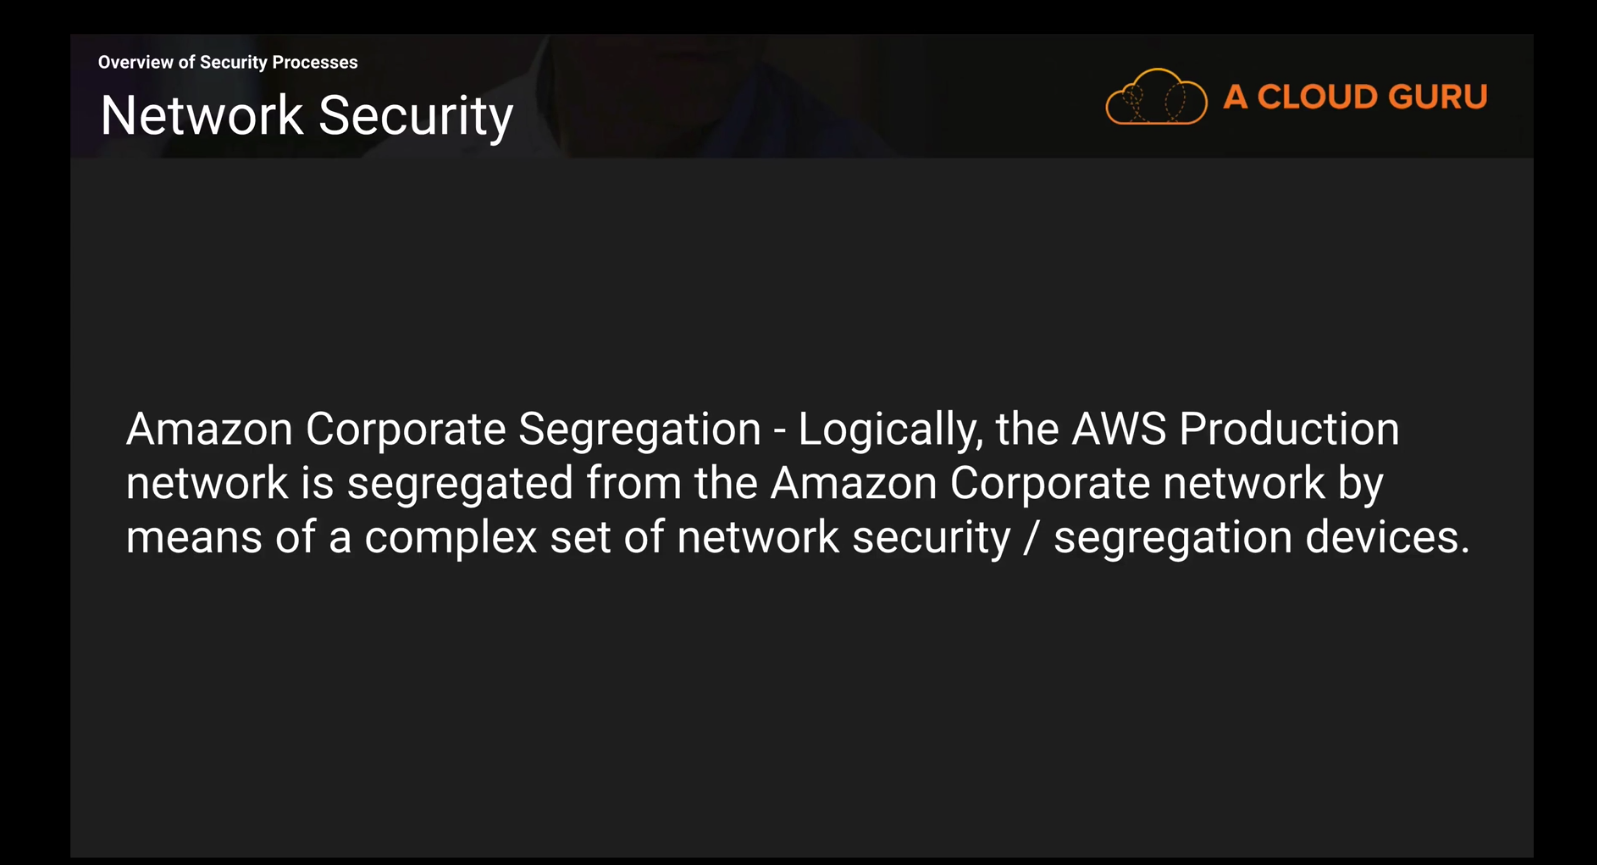 Overview of Security Processes
Network Security
A CLOUD GURU
Amazon Corporate Segregation - Logically, the AWS Production
network is segregated from the Amazon Corporate network by
means of a complex set of network security / segregation devices.